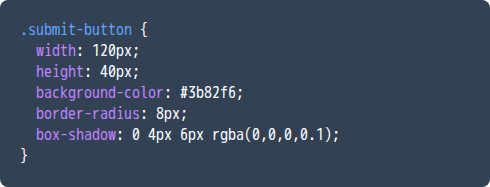 .submit-button {
  width: 120px;
  height: 40px;
  background-color: #3b82f6;
  border-radius: 8px;
  box-shadow: 0 4px 6px rgba(0,0,0,0.1);
}